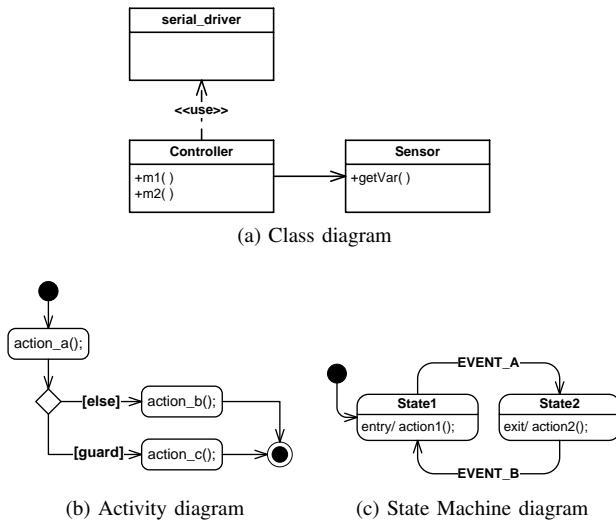 serial_driver
<<use>>
Controller
+m1( )
+m2( )
Sensor
+getVar( )
(a) Class diagram
action_a();
[else]
action_b();
[guard]
action_c();
(b) Activity diagram
EVENT_A
State1
entry/ action1();
State2
exit/ action2();
EVENT_B
(c) State Machine diagram